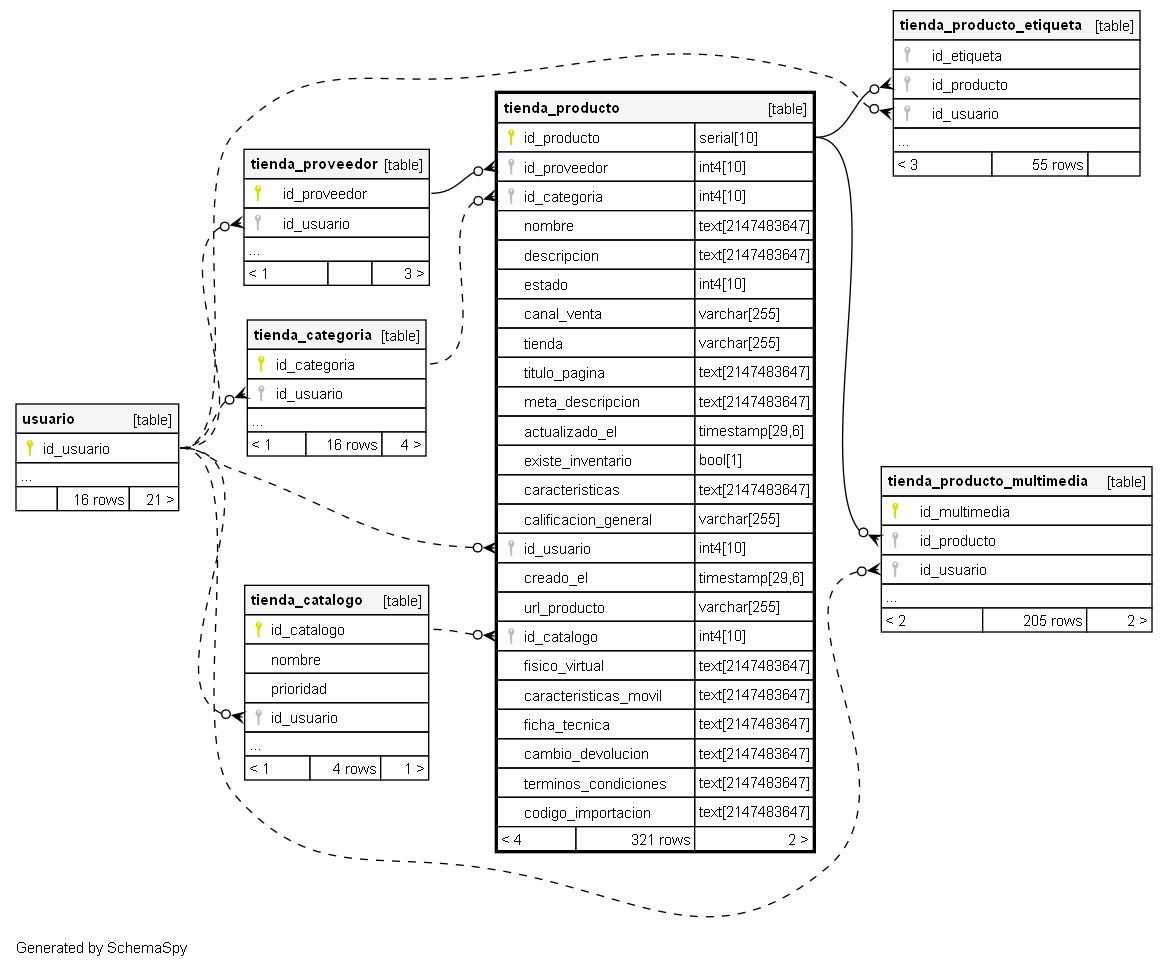 tienda_producto_etiqueta [table]
id_etiqueta
id_producto
id_usuario
...
< 3 55 rows
tienda_producto [table]
id_producto serial[10]
id_proveedor int4[10]
id_categoria int4[10]
nombre text[2147483647]
descripcion text[2147483647]
estado int4[10]
canal_venta varchar[255]
tienda varchar[255]
titulo_pagina text[2147483647]
meta_descripcion text[2147483647]
actualizado_el timestamp[29,6]
existe_inventario bool[1]
caracteristicas text[2147483647]
calificacion_general varchar[255]
id_usuario int4[10]
creado_el timestamp[29,6]
url_producto varchar[255]
id_catalogo int4[10]
fisico_virtual text[2147483647]
caracteristicas_movil text[2147483647]
ficha_tecnica text[2147483647]
cambio_devolucion text[2147483647]
terminos_condiciones text[2147483647]
codigo_importacion text[2147483647]
< 4 321 rows 2 >
tienda_proveedor [table]
id_proveedor
id_usuario
...
< 1 3 >
tienda_categoria [table]
id_categoria
id_usuario
...
< 1 16 rows 4 >
usuario [table]
id_usuario
...
16 rows 21 >
tienda_catalogo [table]
id_catalogo
nombre
prioridad
id_usuario
...
< 1 4 rows 1 >
tienda_producto_multimedia [table]
id_multimedia
id_producto
id_usuario
...
< 2 205 rows 2 >
Generated by SchemaSpy